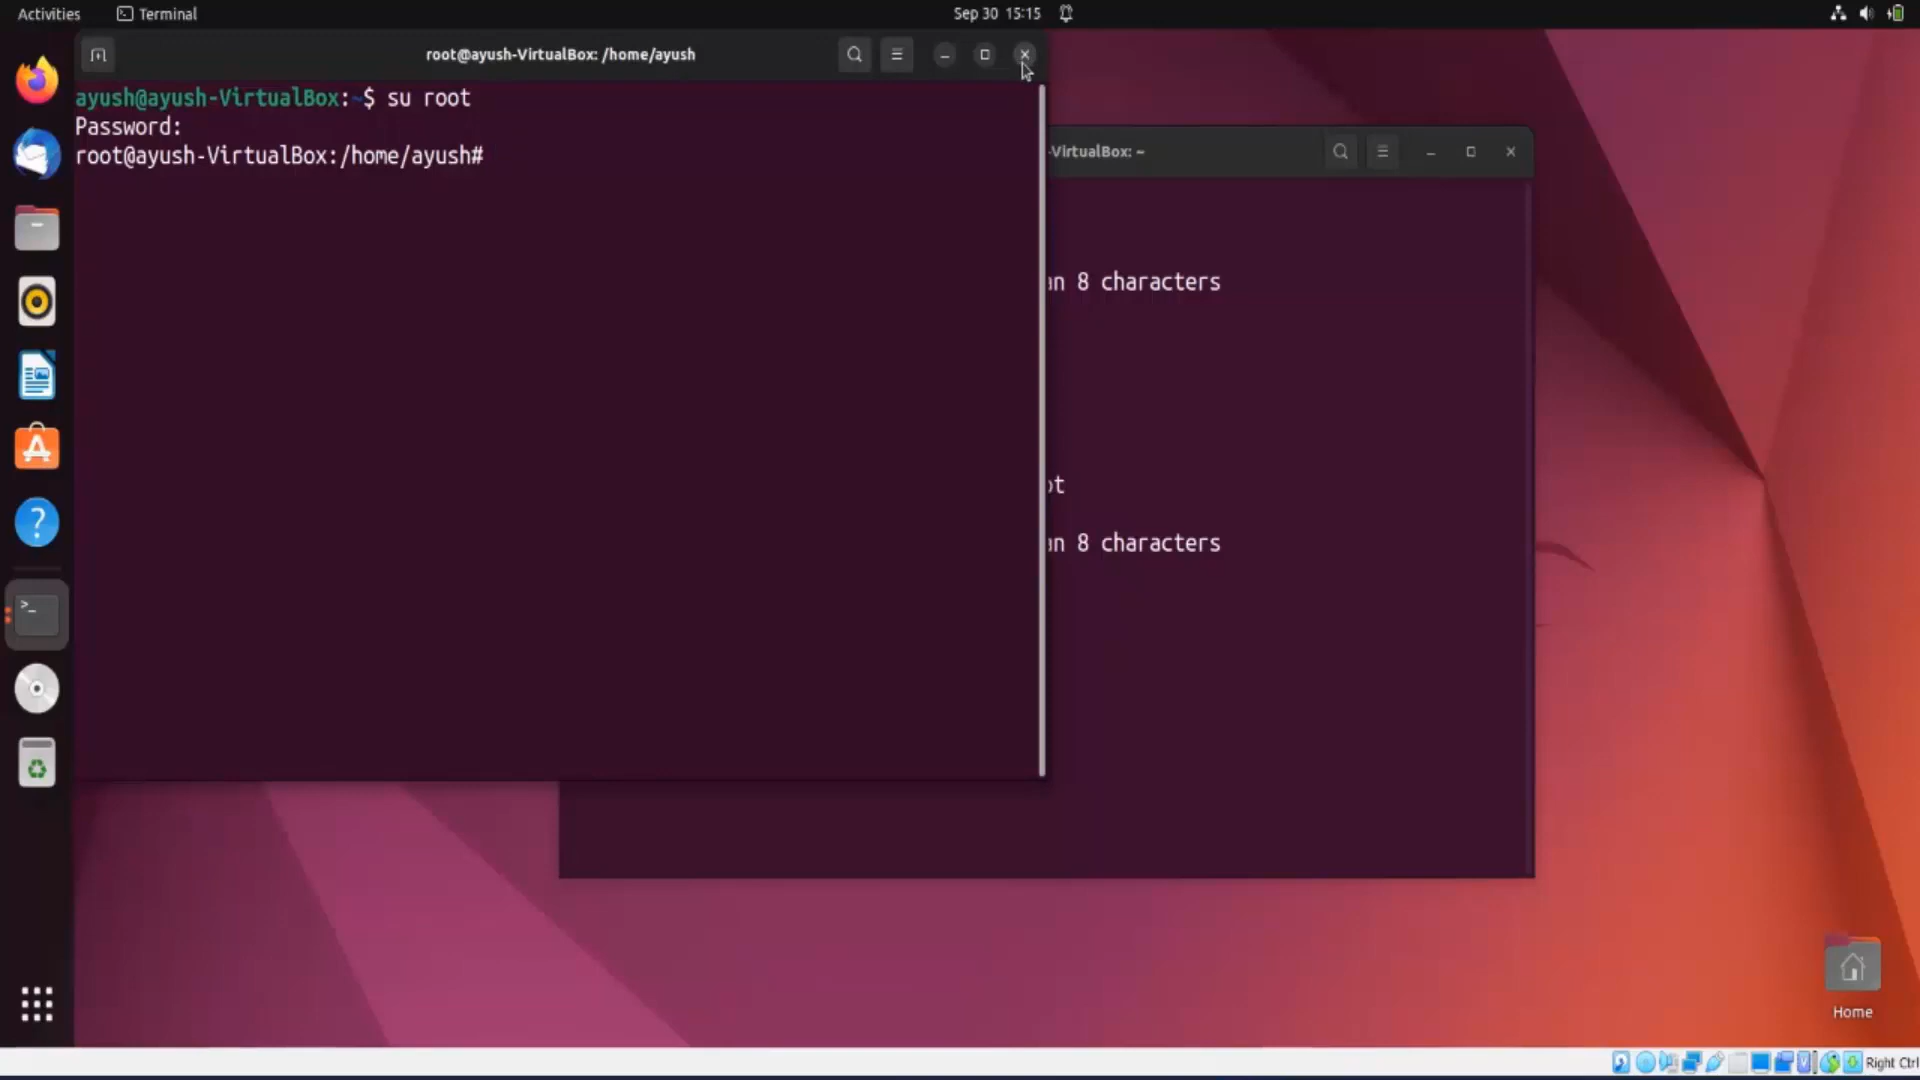 Activities
Terminal
Sep 30 15:15
root@ayush-VirtualBox: /home/ayush
ayush@ayush-VirtualBox:~$ su root
Password:
root@ayush-VirtualBox:/home/ayush#
-VirtualBox: ~
8 characters
8 characters
Home
Right Ctrl